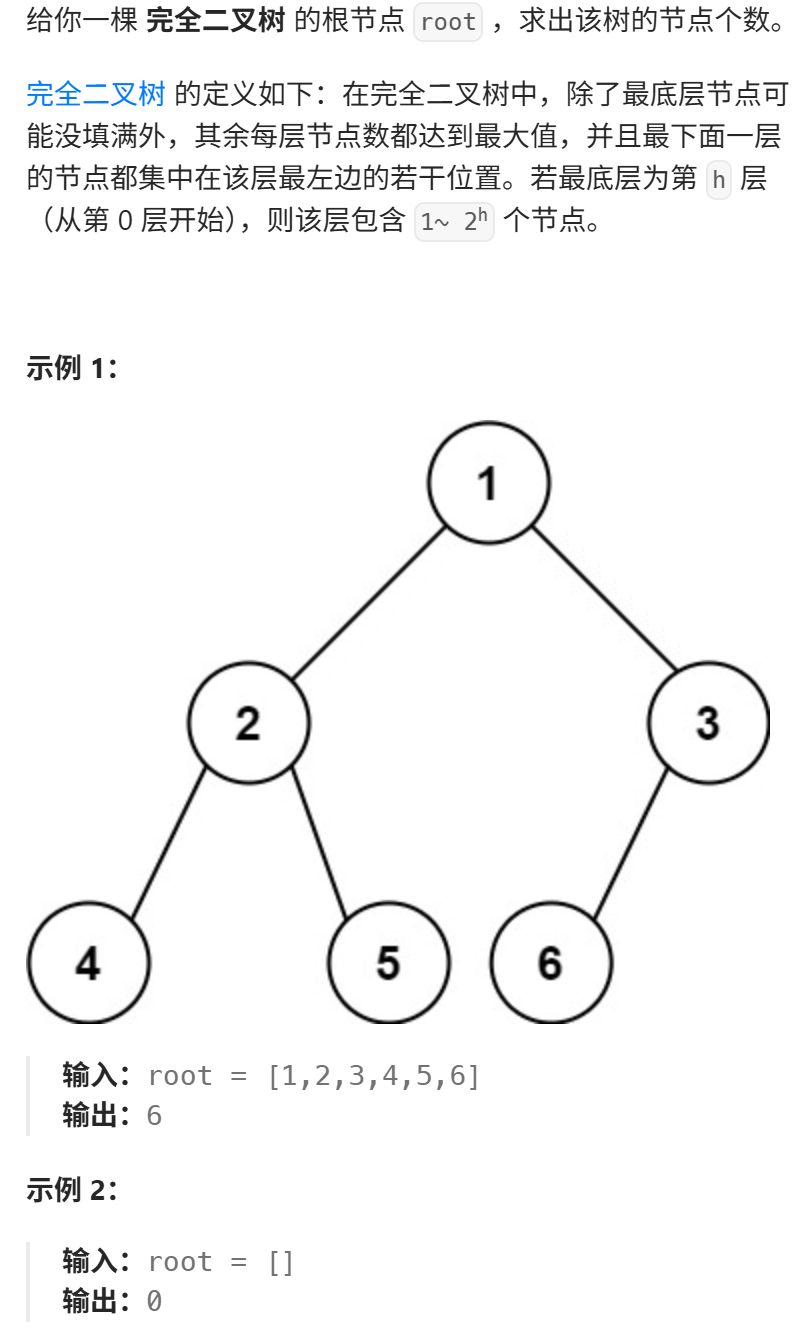 给你一棵 完全二叉树 的根节点 root ，求出该树的节点个数。
完全二叉树 的定义如下：在完全二叉树中，除了最底层节点可
能没填满外，其余每层节点数都达到最大值，并且最下面一层
的节点都集中在该层最左边的若干位置。若最底层为第 h 层
（从第 0 层开始），则该层包含 1~ 2ʰ 个节点。
示例 1：
1
2
3
4
5
6
输入：root = [1,2,3,4,5,6]
输出：6
示例 2：
输入：root = []
输出：0